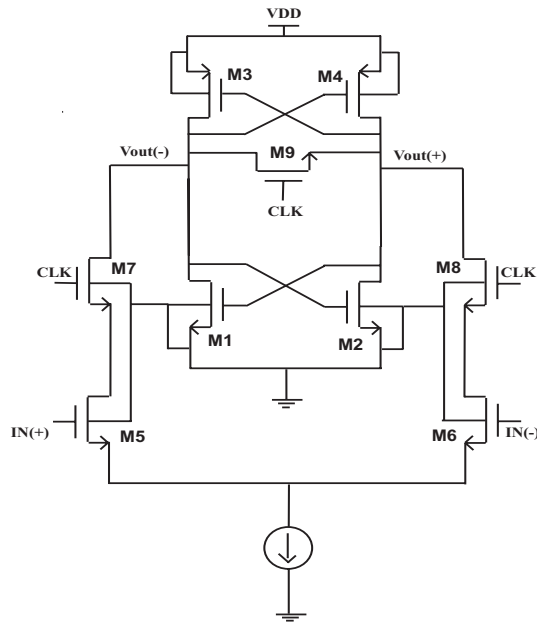 VDD
M3
M4
M9
Vout(-)
Vout(+)
CLK
CLK
M7
M8
CLK
M1
M2
IN(+)
M5
M6
IN(-)